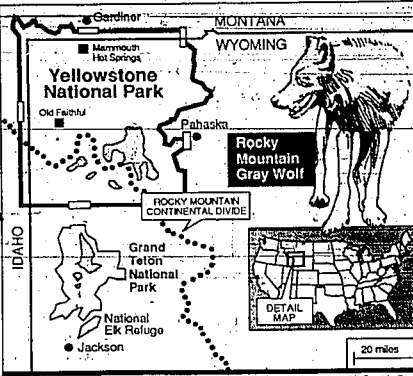 Gardiner
MONTANA
WYOMING
Mammouth
Hot Springs
Yellowstone
National Park
Old Faithful
Pahaska
Rocky
Mountain
Gray Wolf
ROCKY MOUNTAIN
CONTINENTAL DIVIDE
IDAHO
Grand
Teton
National
Park
National
Elk Refuge
Jackson
DETAIL
MAP
20 miles